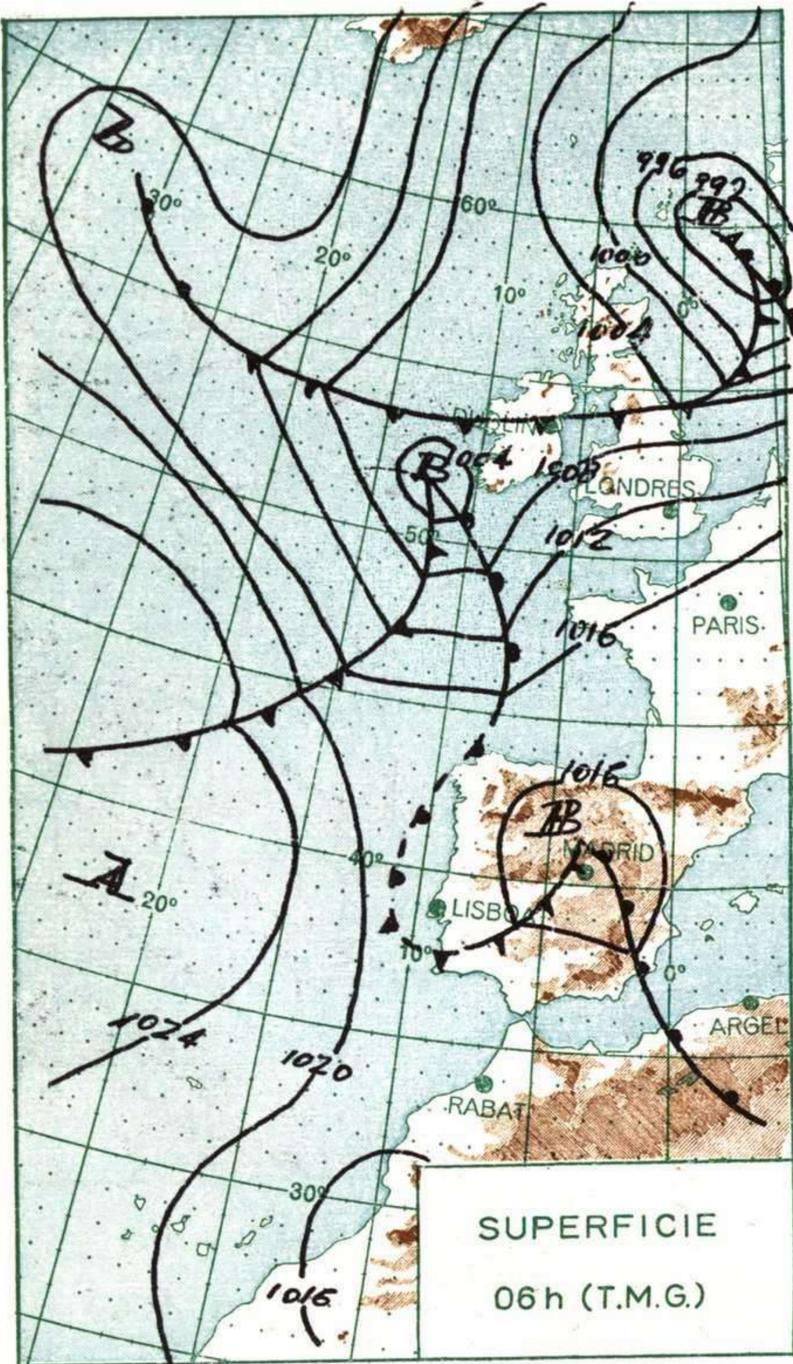 b
30°
60°
996
992
B
20°
1000
10°
0°
1004
DUBLIN
B
1004
1008
LONDRES
50°
1012
PARIS
1016
1016
B
MADRID
40°
A
20°
LISBOA
10°
0°
1024
ARGEL
1020
RABAT
30°
1016
SUPERFICIE
06h (T.M.G.)